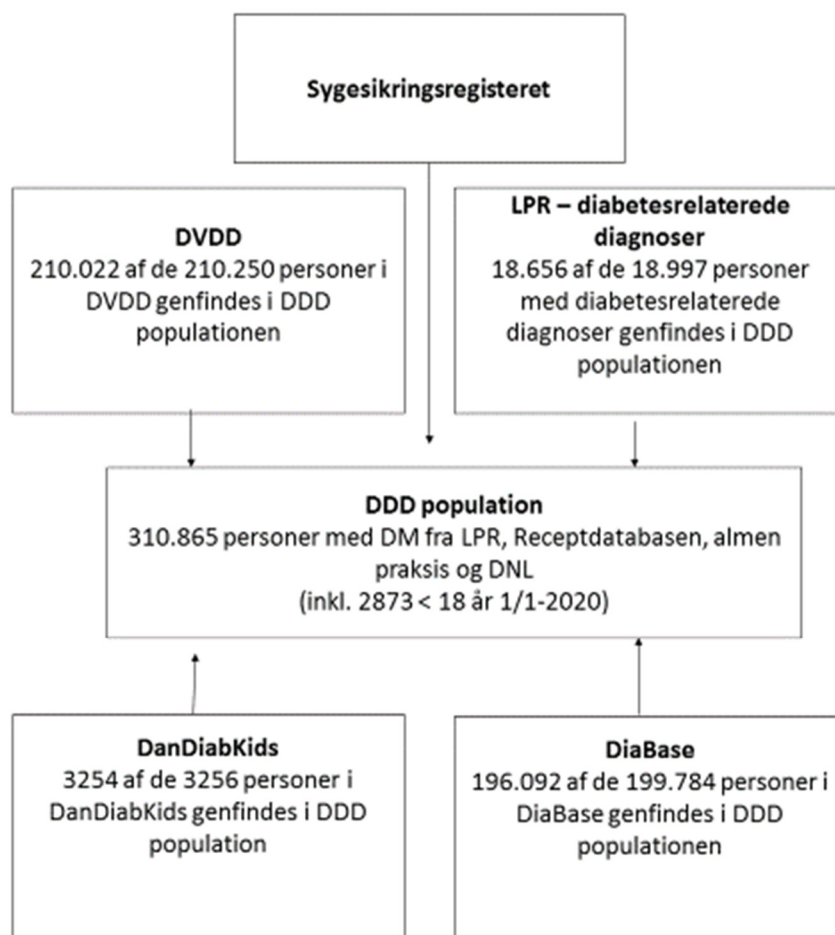 Sygesikringsregisteret
DVDD
210.022 af de 210.250 personer i
DVDD genfindes i DDD
populationen
LPR – diabetesrelaterede
diagnoser
18.656 af de 18.997 personer
med diabetesrelaterede
diagnoser genfindes i DDD
populationen
DDD population
310.865 personer med DM fra LPR, Receptdatabasen, almen
praksis og DNL
(inkl. 2873 < 18 år 1/1-2020)
DanDiabKids
3254 af de 3256 personer i
DanDiabKids genfindes i DDD
population
DiaBase
196.092 af de 199.784 personer i
DiaBase genfindes i DDD
populationen